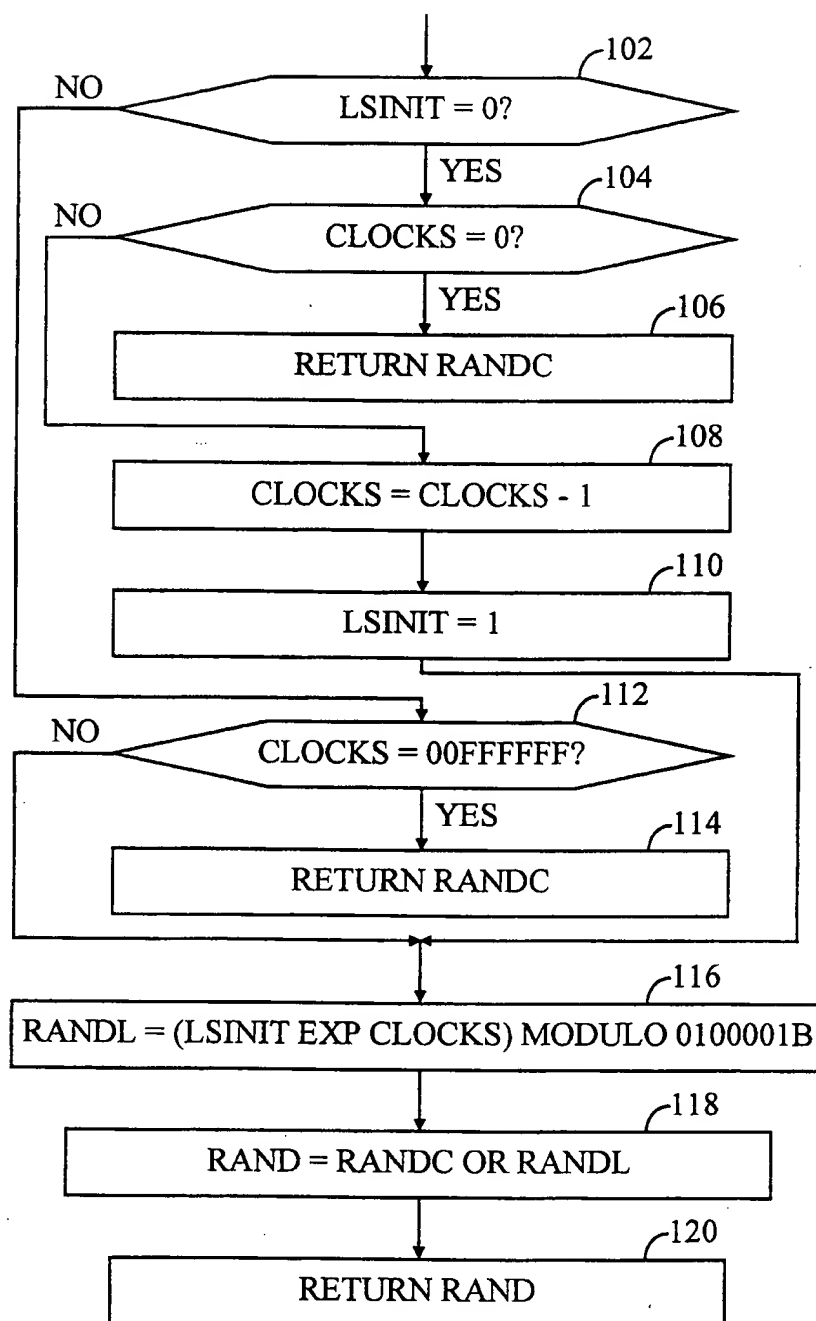 102
NO
LSINIT = 0?
YES
104
NO
CLOCKS = 0?
YES
106
RETURN RANDC
108
CLOCKS = CLOCKS - 1
110
LSINIT = 1
112
NO
CLOCKS = 00FFFFFF?
YES
114
RETURN RANDC
116
RANDL = (LSINIT EXP CLOCKS) MODULO 0100001B
118
RAND = RANDC OR RANDL
120
RETURN RAND